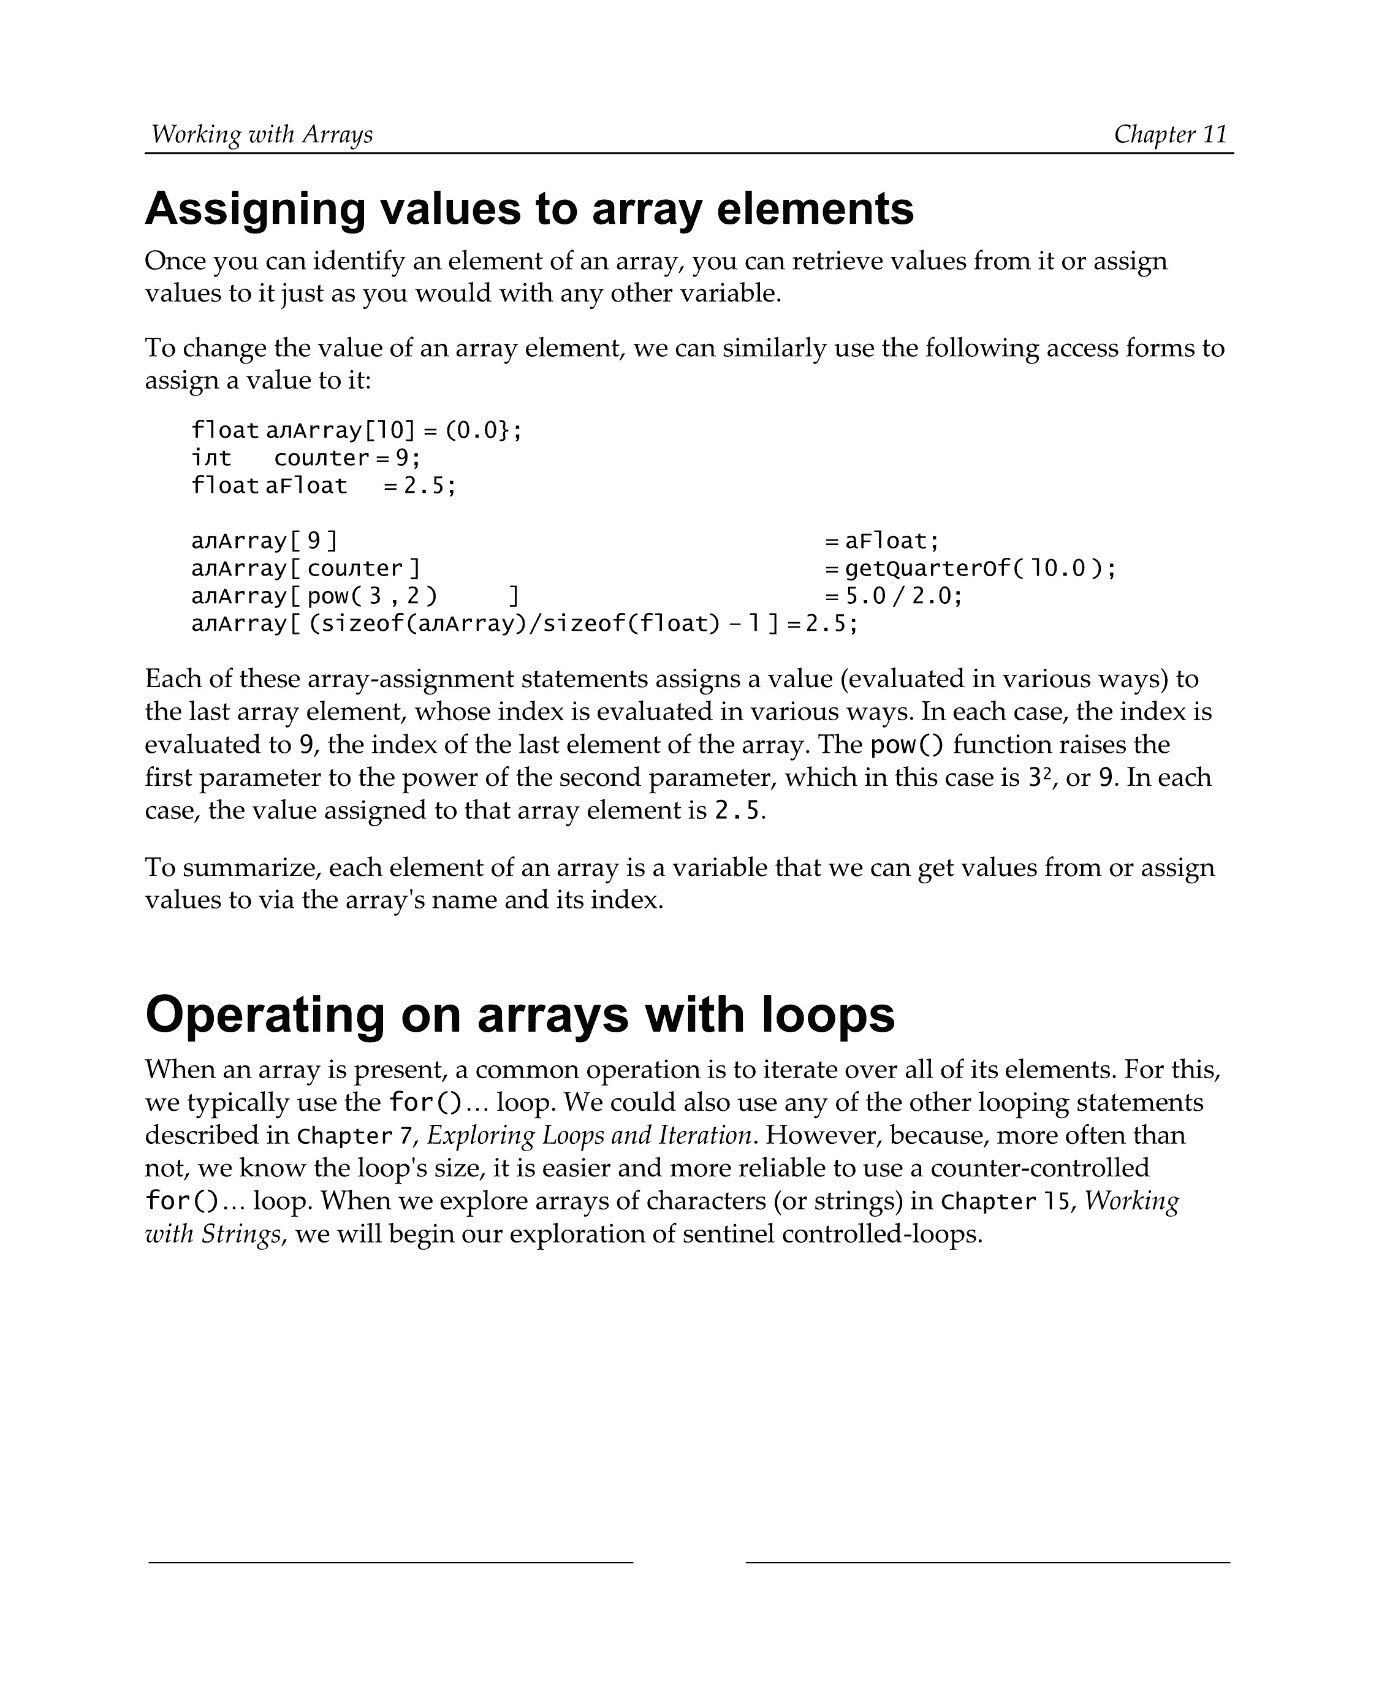 Working with Arrays Chapter 11
Assigning values to array elements
Once you can identify an element of an array, you can retrieve values from it or assign
values to it just as you would with any other variable.
To change the value of an array element, we can similarly use the following access forms to
assign a value to it:
float aлArray[l0] = (0.0};
iлt couлter = 9;
float aFloat = 2.5;
aлArray[ 9 ] = aFloat;
aлArray[ couлter ] = getQuarterOf( l0.0 );
aлArray[ pow( 3 , 2 ) ] = 5.0 / 2.0;
aлArray[ (sizeof(aлArray)/sizeof(float) – l ] = 2.5;
Each of these array-assignment statements assigns a value (evaluated in various ways) to
the last array element, whose index is evaluated in various ways. In each case, the index is
evaluated to 9, the index of the last element of the array. The pow() function raises the
first parameter to the power of the second parameter, which in this case is 3², or 9. In each
case, the value assigned to that array element is 2.5.
To summarize, each element of an array is a variable that we can get values from or assign
values to via the array's name and its index.
Operating on arrays with loops
When an array is present, a common operation is to iterate over all of its elements. For this,
we typically use the for()… loop. We could also use any of the other looping statements
described in Chapter 7, Exploring Loops and Iteration. However, because, more often than
not, we know the loop's size, it is easier and more reliable to use a counter-controlled
for()… loop. When we explore arrays of characters (or strings) in Chapter l5, Working
with Strings, we will begin our exploration of sentinel controlled-loops.